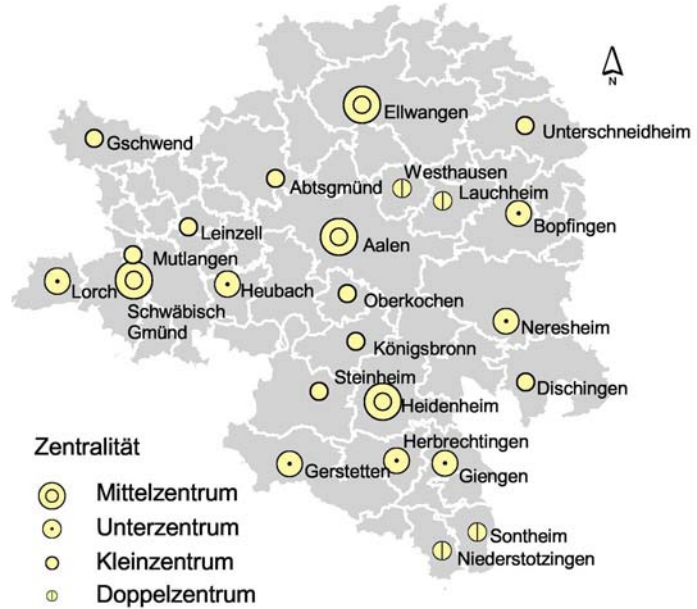 N
Ellwangen
Unterschneidheim
Gschwend
Westhausen
Abtsgmünd
Lauchheim
Bopfingen
Leinzell
Aalen
Mutlangen
Lorch
Heubach
Oberkochen
Schwäbisch
Gmünd
Neresheim
Königsbronn
Steinheim
Dischingen
Heidenheim
Herbrechtingen
Gerstetten
Giengen
Sontheim
Niederstotzingen
Zentralität
Mittelzentrum
Unterzentrum
Kleinzentrum
Doppelzentrum